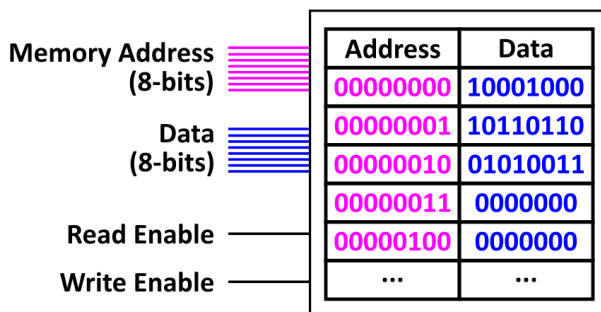 Memory Address
(8-bits)
Data
(8-bits)
Read Enable
Write Enable
Address Data
00000000 10001000
00000001 10110110
00000010 01010011
00000011 0000000
00000100 0000000
... ...